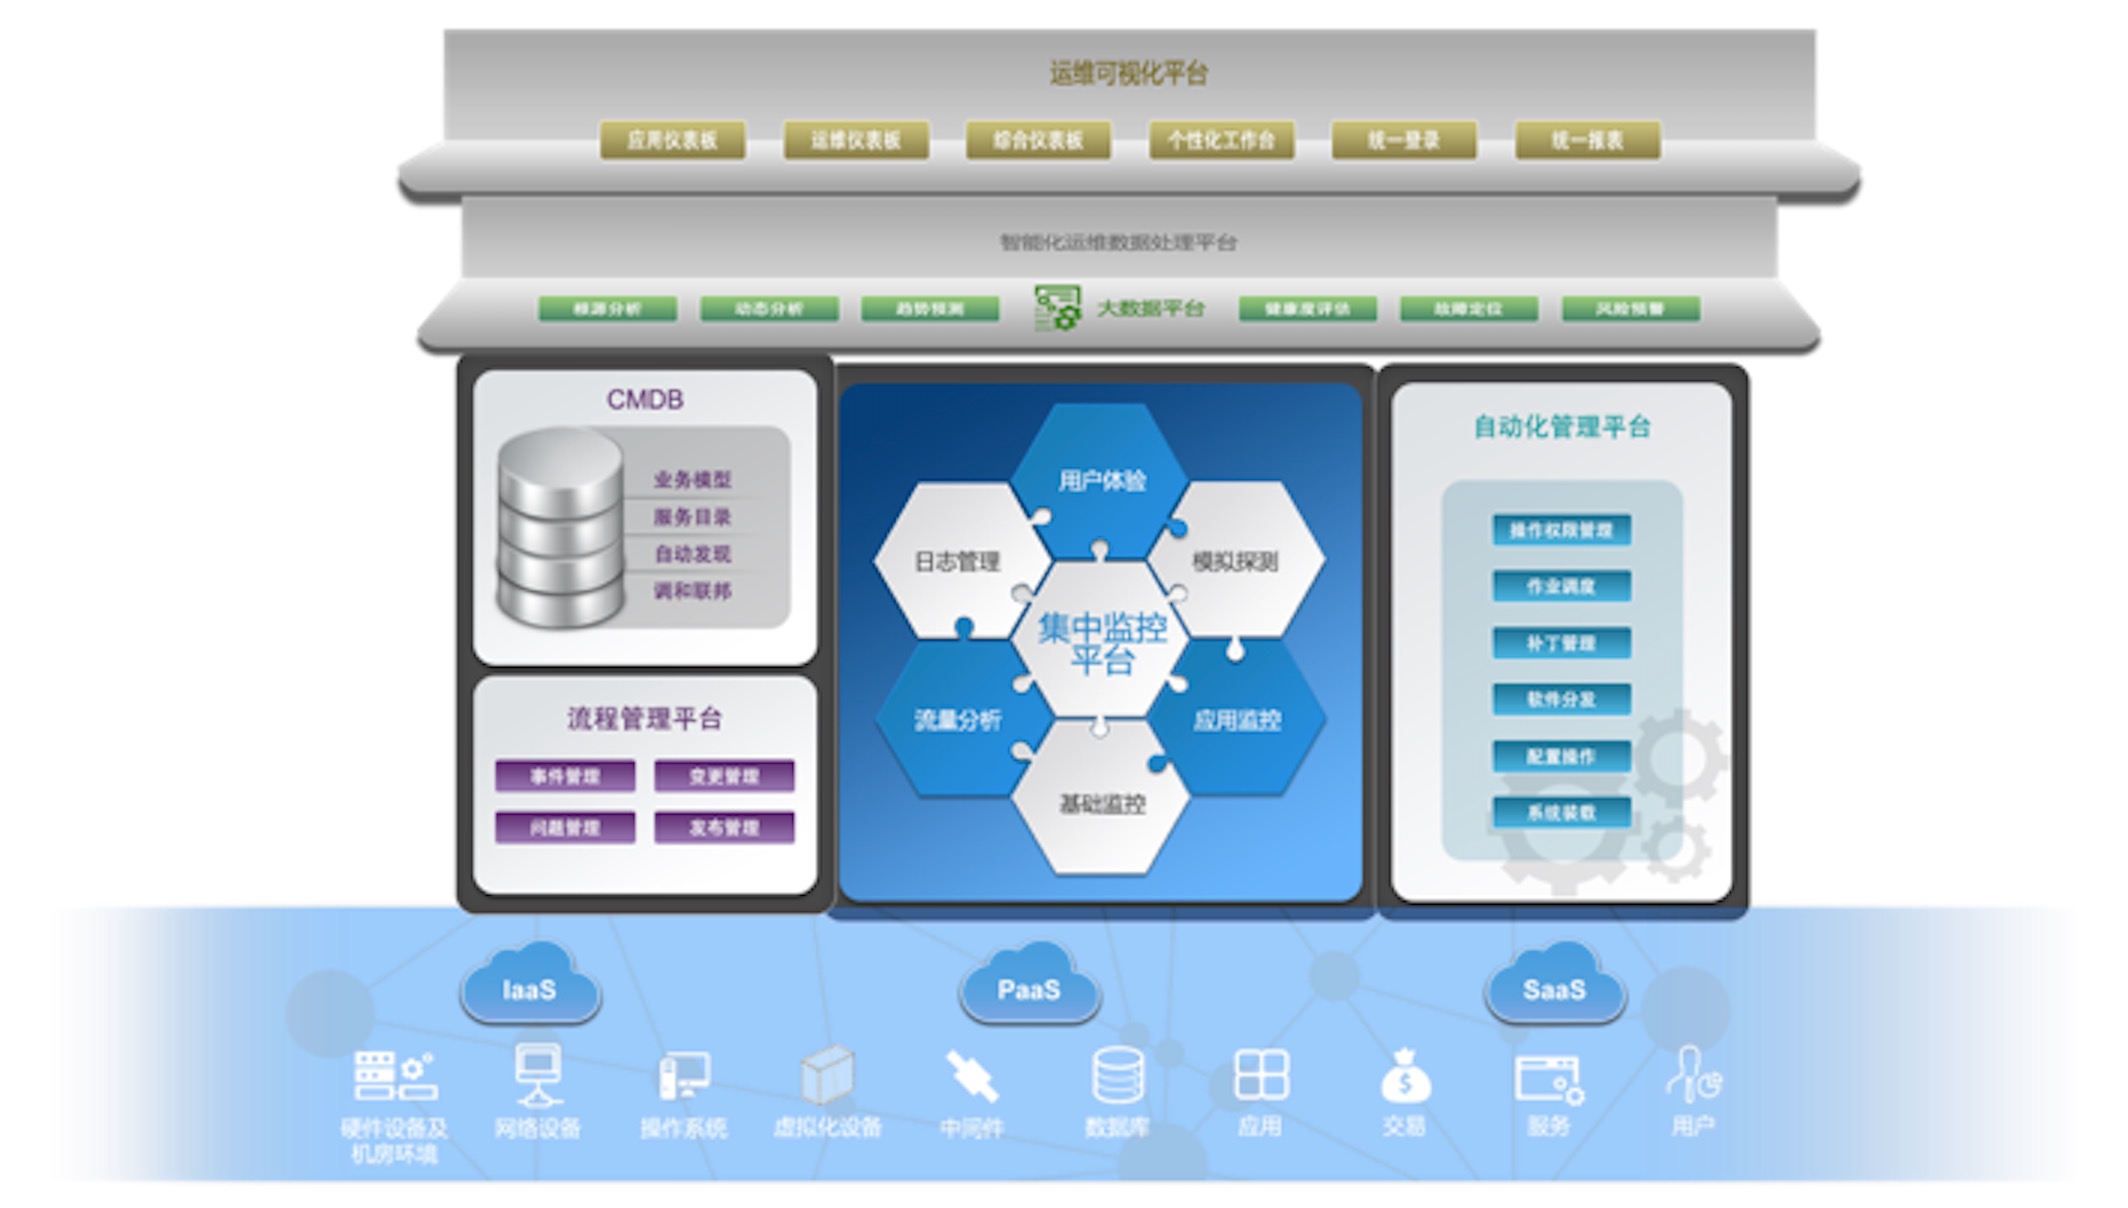 运维可视化平台
应用仪表板 运维仪表板 综合仪表板 个性化工作台 统一登录 统一报表
智能化运维数据处理平台
根源分析 动态分析 趋势预测 大数据平台 健康度评估 故障定位 风险预警
CMDB
业务模型
服务目录
自动发现
调和联邦
流程管理平台
事件管理 变更管理
问题管理 发布管理
用户体验
日志管理 模拟探测
集中监控
平台
流量分析 应用监控
基础监控
自动化管理平台
操作权限管理
作业调度
补丁管理
软件分发
配置操作
系统装载
IaaS PaaS SaaS
硬件设备及
机房环境
网络设备 操作系统 虚拟化设备 中间件 数据库 应用 交易 服务 用户